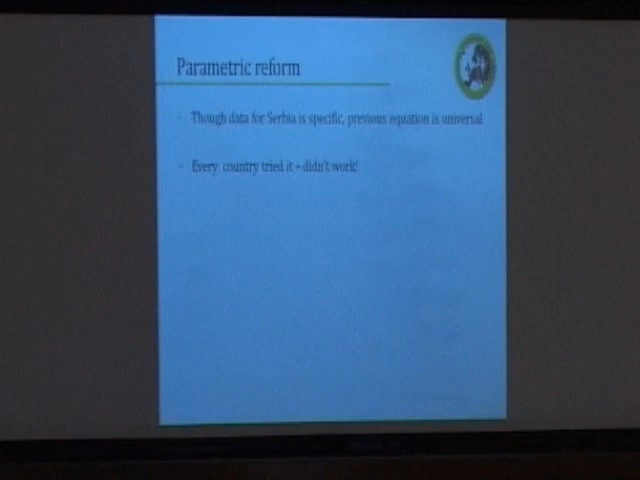 Parametric reform
Though data for Serbia is specific, previous equation is universal
Every country tried it – didn't work!